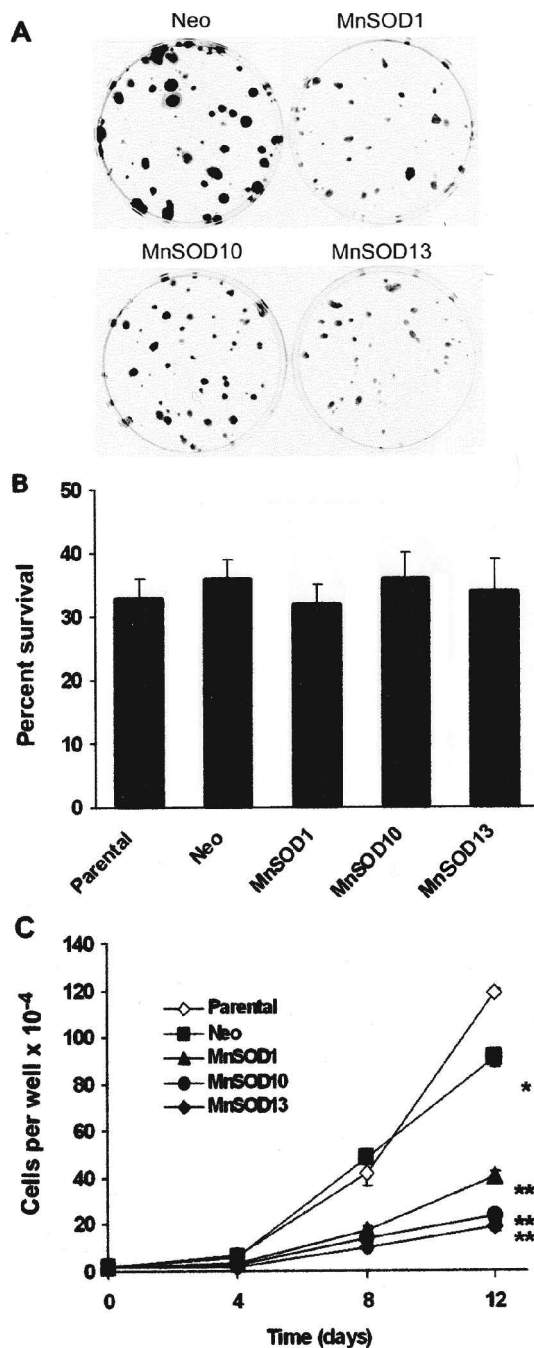 A
Neo MnSOD1
MnSOD10 MnSOD13
B
50
40
30
20
10
0
Percent survival
Parental Neo MnSOD1 MnSOD10 MnSOD13
C
140
120
100
80
60
40
20
0
Cells per well x 10-4
Parental
Neo
MnSOD1
MnSOD10
MnSOD13
*
**
**
**
0 4 8 12
Time (days)